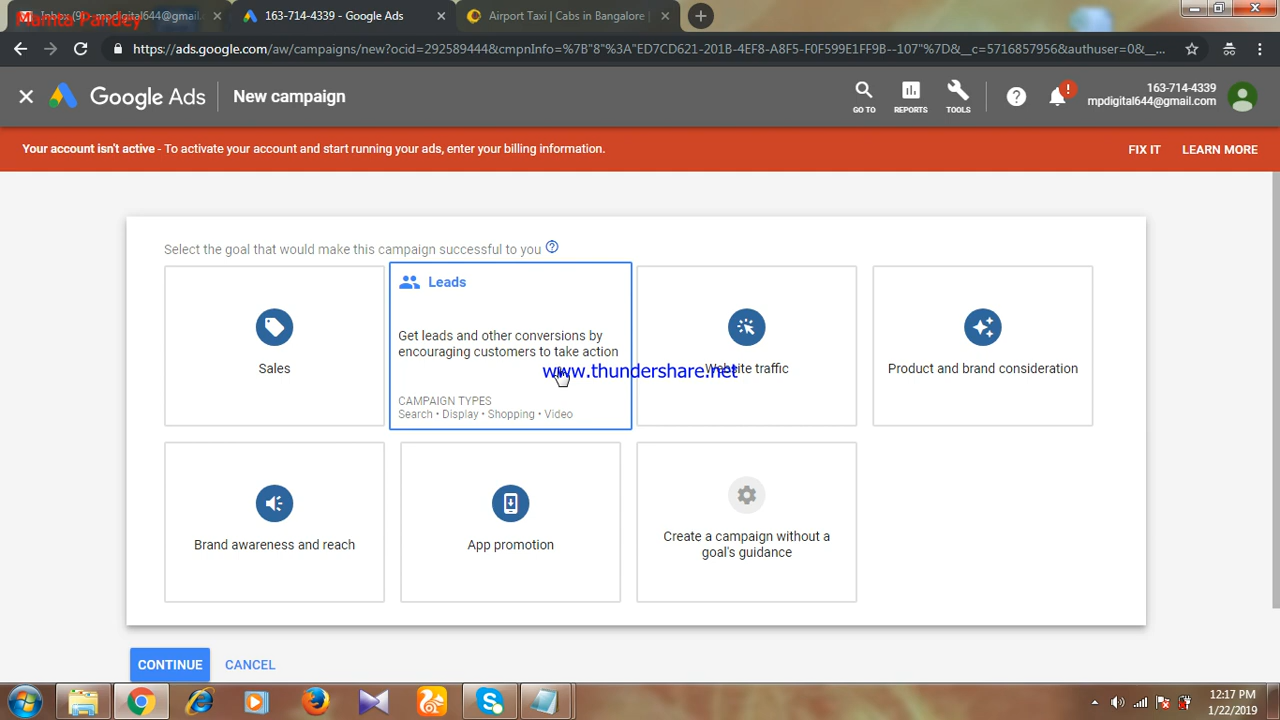 Mamta Pandey
Inbox (9) - mpdigital644@gmail.
163-714-4339 - Google Ads
Airport Taxi | Cabs in Bangalore |
https://ads.google.com/aw/campaigns/new?ocid=292589444&cmpnInfo=%7B"8"%3A"ED7CD621-201B-4EF8-A8F5-F0F599E1FF9B--107"%7D&__c=5716857956&authuser=0&__...
Google Ads
New campaign
GO TO
REPORTS
TOOLS
163-714-4339
mpdigital644@gmail.com
Your account isn't active - To activate your account and start running your ads, enter your billing information.
FIX IT
LEARN MORE
Select the goal that would make this campaign successful to you
Sales
Leads
Get leads and other conversions by
encouraging customers to take action
CAMPAIGN TYPES
Search • Display • Shopping • Video
www.thundershare.net
Website traffic
Product and brand consideration
Brand awareness and reach
App promotion
Create a campaign without a
goal's guidance
CONTINUE
CANCEL
12:17 PM
1/22/2019